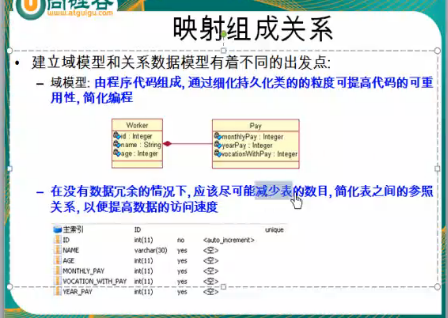 尚硅谷
www.atguigu.com
映射组成关系
• 建立域模型和关系数据模型有着不同的出发点:
– 域模型: 由程序代码组成, 通过细化持久化类的的粒度可提高代码的可重
用性, 简化编程
Worker
id : Integer
name : String
age : Integer
Pay
monthlyPay : Integer
yearPay : Integer
vocationWithPay : Integer
– 在没有数据冗余的情况下, 应该尽可能减少表的数目, 简化表之间的参照
关系, 以便提高数据的访问速度
主索引 ID unique
ID int(11) no <auto_increment>
NAME varchar(30) yes <空>
AGE int(11) yes <空>
MONTHLY_PAY int(11) yes <空>
VOCATION_WITH_PAY int(11) yes <空>
YEAR_PAY int(11) yes <空>